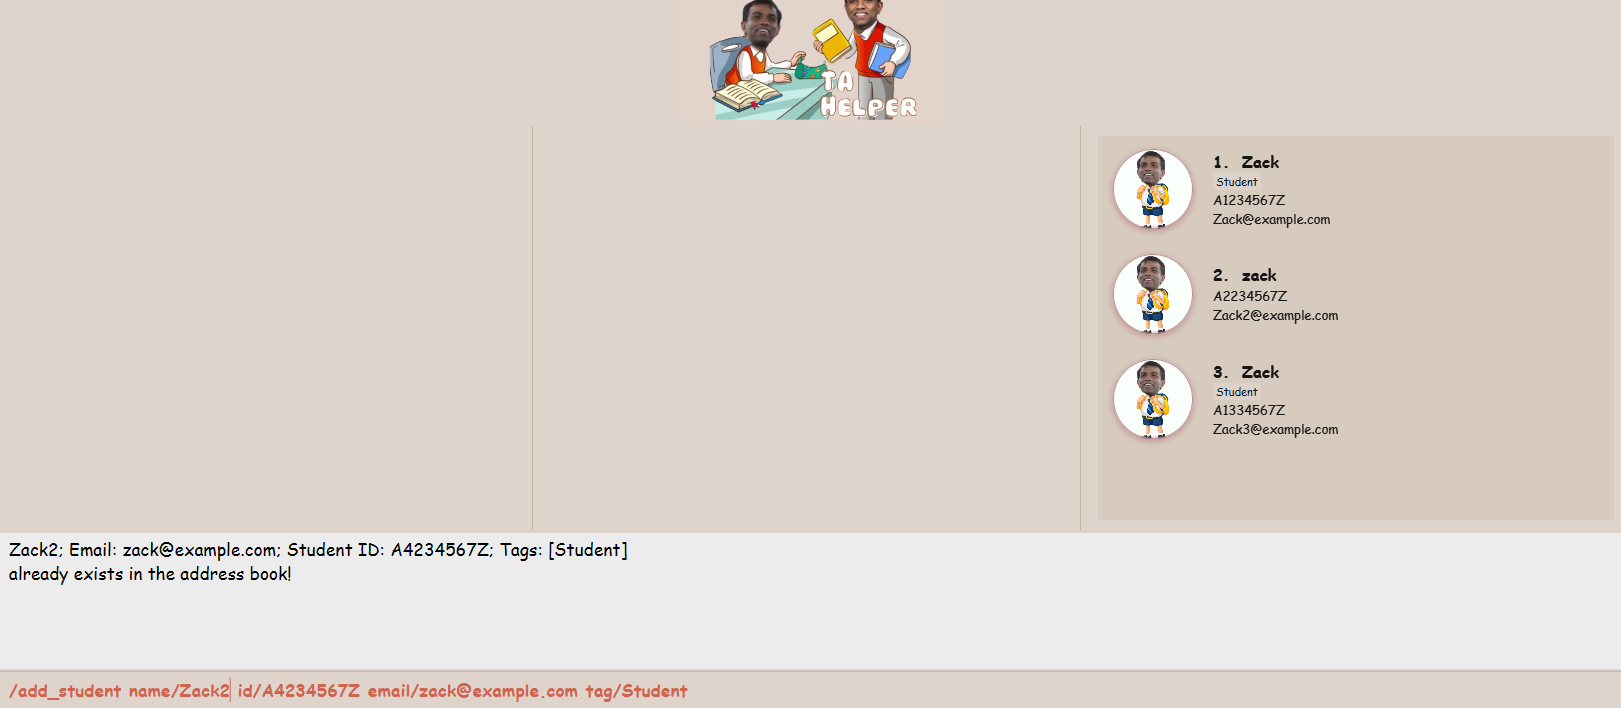 TA
HELPER
1. Zack
Student
A1234567Z
Zack@example.com
2. zack
A2234567Z
Zack2@example.com
3. Zack
Student
A1334567Z
Zack3@example.com
Zack2; Email: zack@example.com; Student ID: A4234567Z; Tags: [Student]
already exists in the address book!
/add_student name/Zack2 id/A4234567Z email/zack@example.com tag/Student